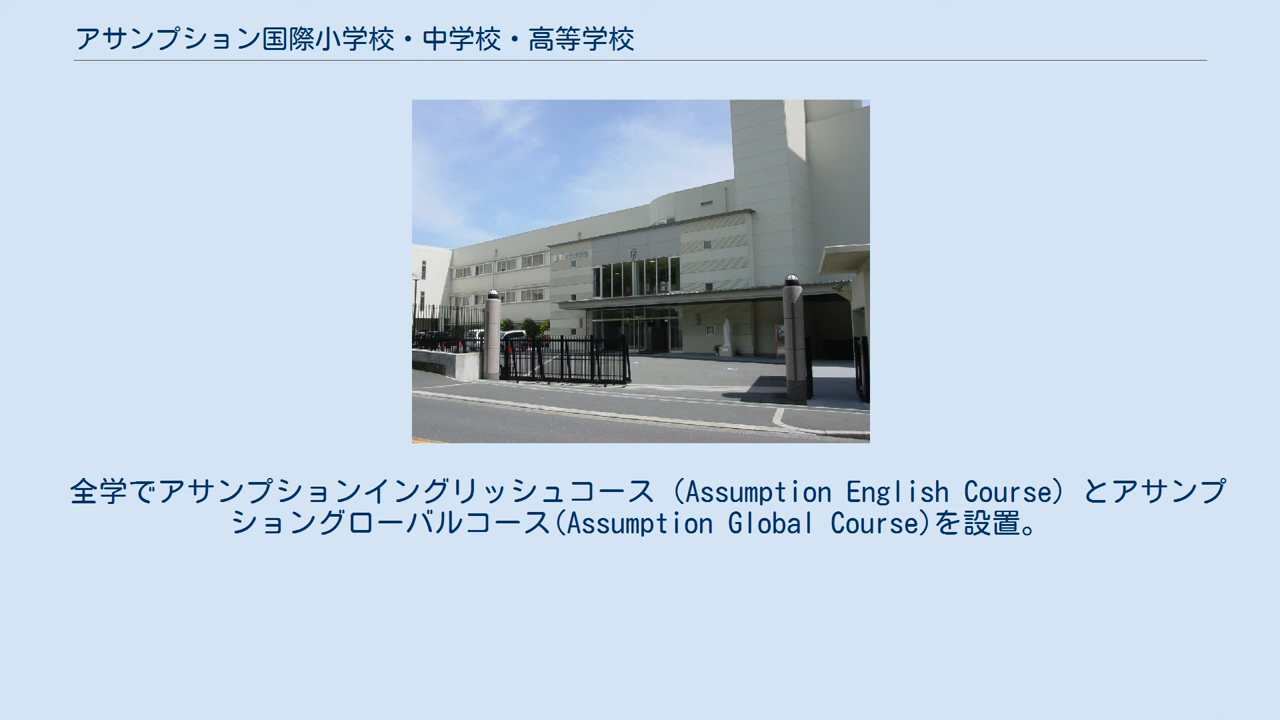 アサンプション国際小学校・中学校・高等学校
全学でアサンプションイングリッシュコース（Assumption English Course）とアサンプ
ショングローバルコース(Assumption Global Course)を設置。